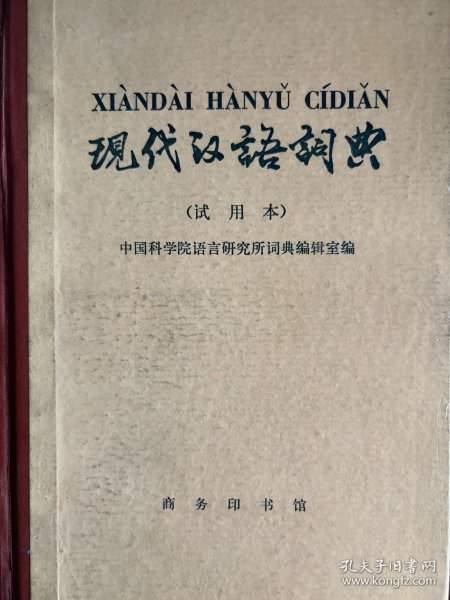 XIÀNDÀI HÀNYǓ CÍDIǍN
现代汉語詞典
(试用本)
中国科学院语言研究所词典编辑室编
商务印书馆
孔夫子旧书网
www.kongfz.com